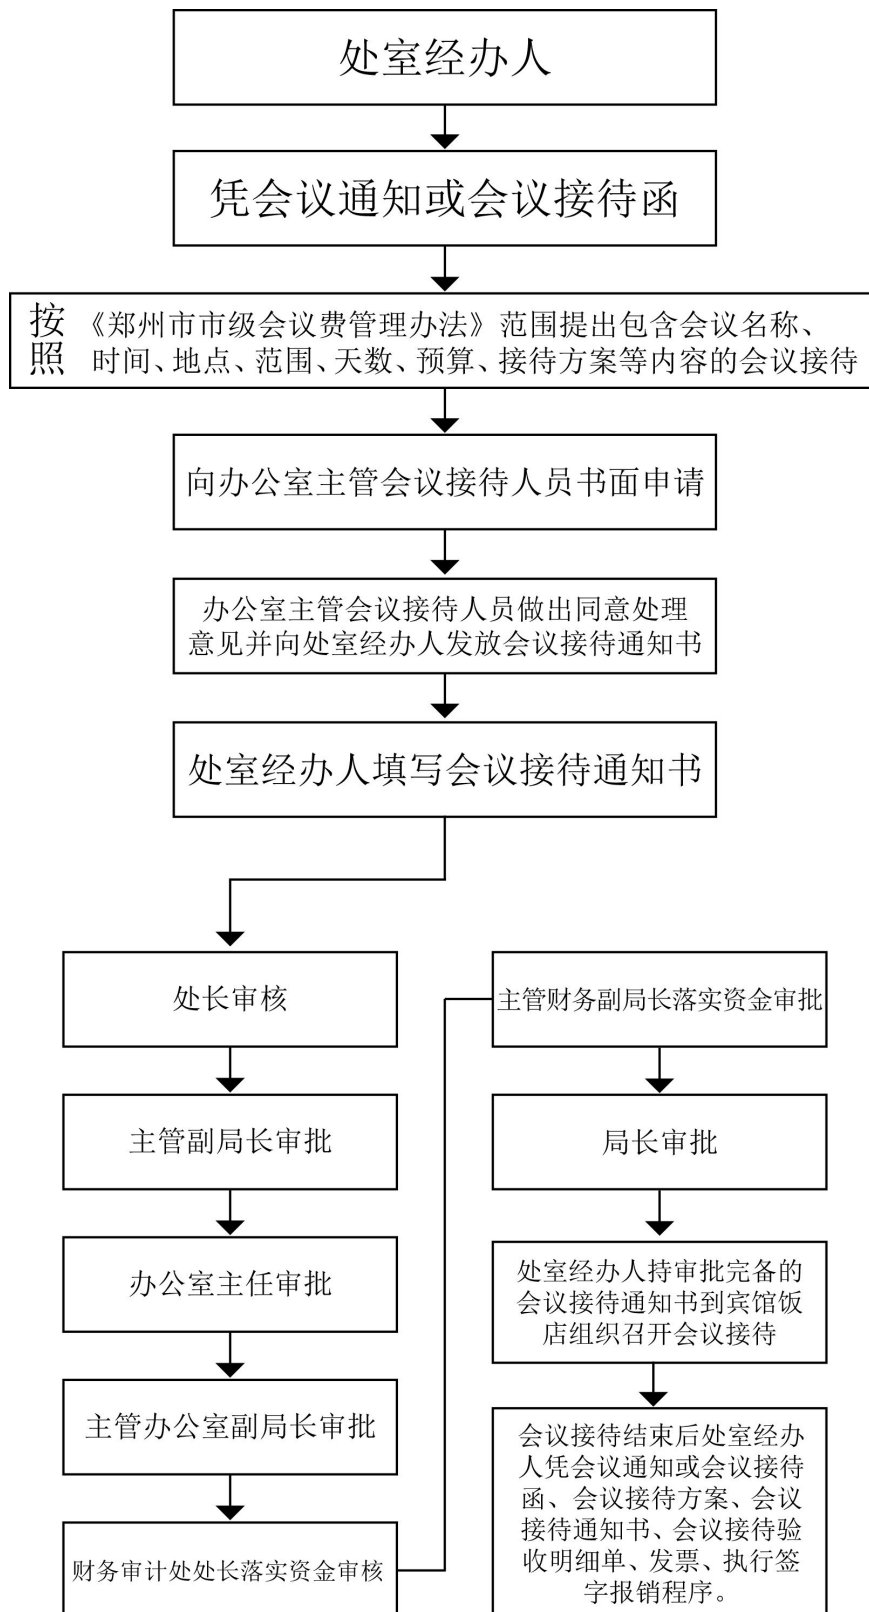 处室经办人
凭会议通知或会议接待函
按照
《郑州市市级会议费管理办法》范围提出包含会议名称、
时间、地点、范围、天数、预算、接待方案等内容的会议接待
向办公室主管会议接待人员书面申请
办公室主管会议接待人员做出同意处理
意见并向处室经办人发放会议接待通知书
处室经办人填写会议接待通知书
处长审核
主管副局长审批
办公室主任审批
主管办公室副局长审批
财务审计处处长落实资金审核
主管财务副局长落实资金审批
局长审批
处室经办人持审批完备的
会议接待通知书到宾馆饭
店组织召开会议接待
会议接待结束后处室经办
人凭会议通知或会议接待
函、会议接待方案、会议
接待通知书、会议接待验
收明细单、发票、执行签
字报销程序。